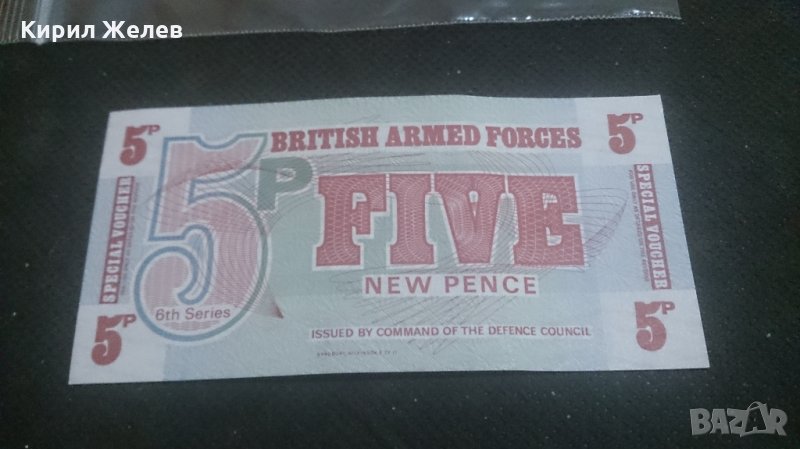 Кирил Желев
5P
BRITISH ARMED FORCES
5P
SPECIAL VOUCHER
5P
FIVE
SPECIAL VOUCHER
NEW PENCE
6th Series
5P
ISSUED BY COMMAND OF THE DEFENCE COUNCIL
5P
BAZAR